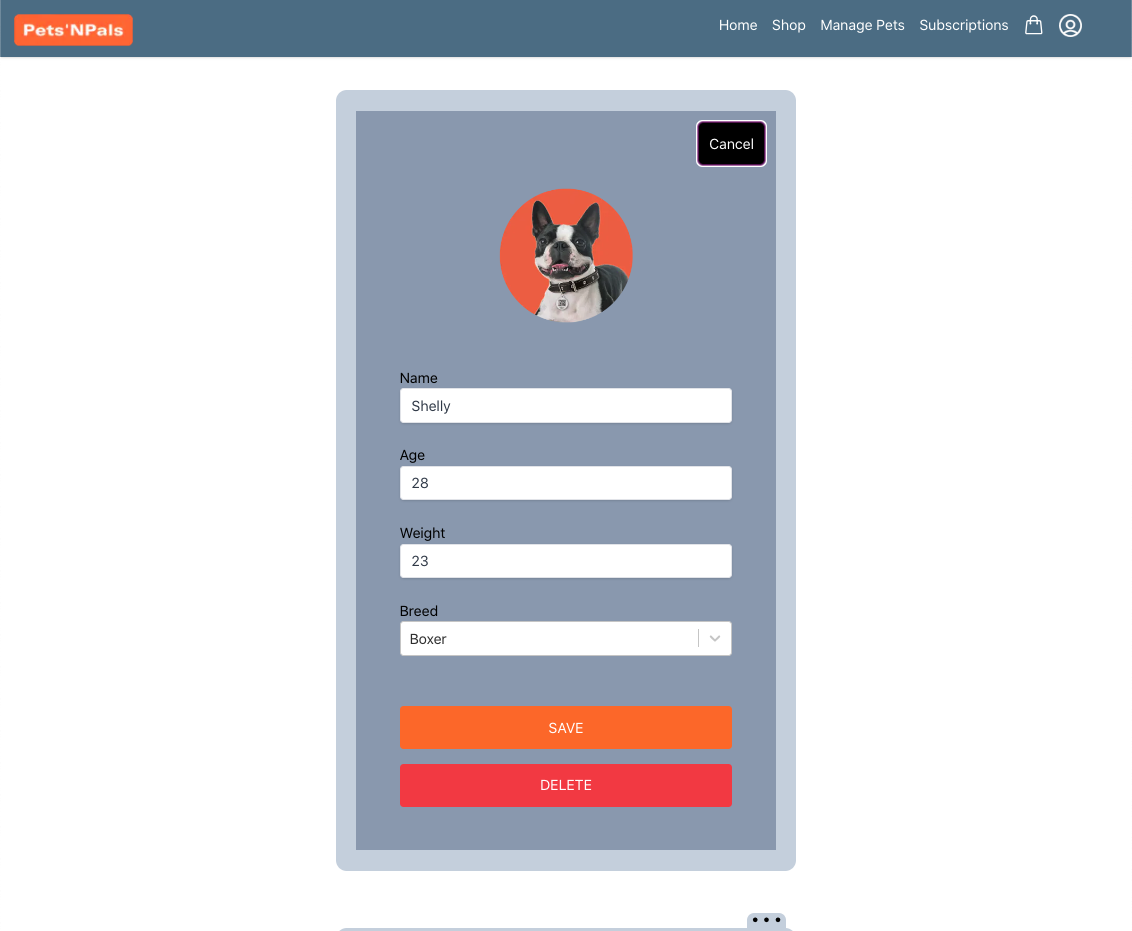 Pets'NPals
Home Shop Manage Pets Subscriptions
Cancel
Name
Shelly
Age
28
Weight
23
Breed
Boxer
SAVE
DELETE